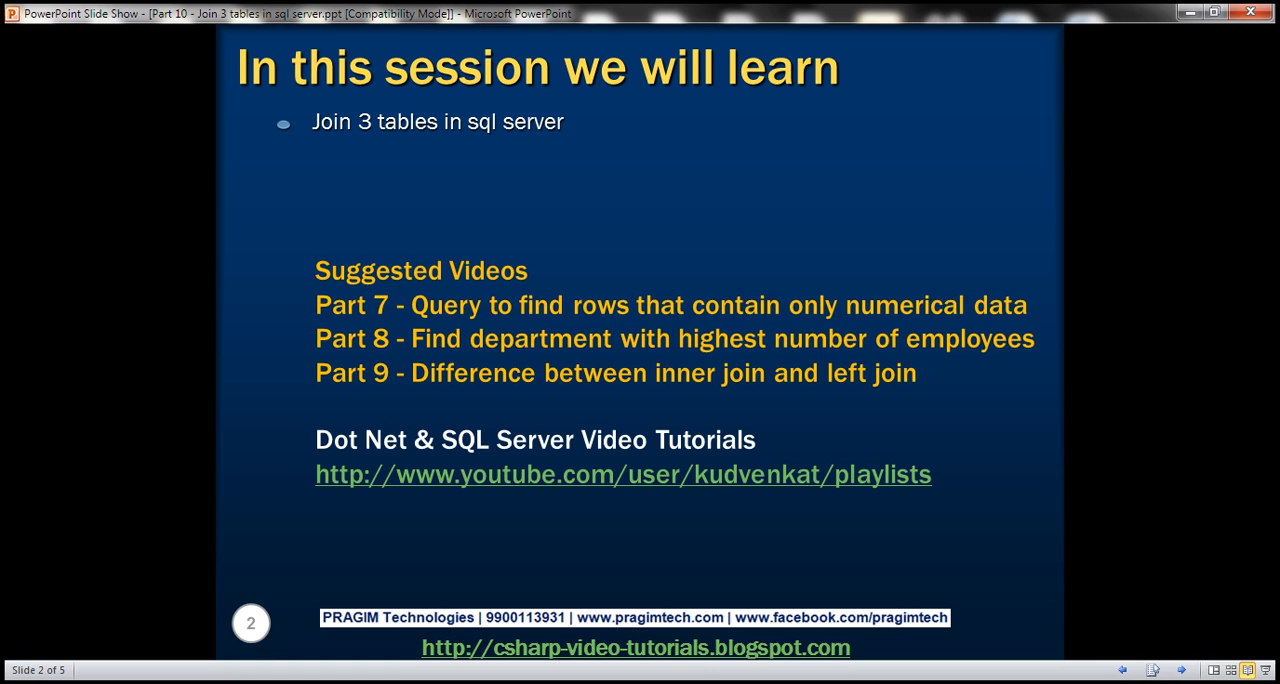 PowerPoint Slide Show - [Part 10 - Join 3 tables in sql server.ppt [Compatibility Mode]] - Microsoft PowerPoint
In this session we will learn
Join 3 tables in sql server
Suggested Videos
Part 7 - Query to find rows that contain only numerical data
Part 8 - Find department with highest number of employees
Part 9 - Difference between inner join and left join
Dot Net & SQL Server Video Tutorials
http://www.youtube.com/user/kudvenkat/playlists
2
PRAGIM Technologies | 9900113931 | www.pragimtech.com | www.facebook.com/pragimtech
http://csharp-video-tutorials.blogspot.com
Slide 2 of 5